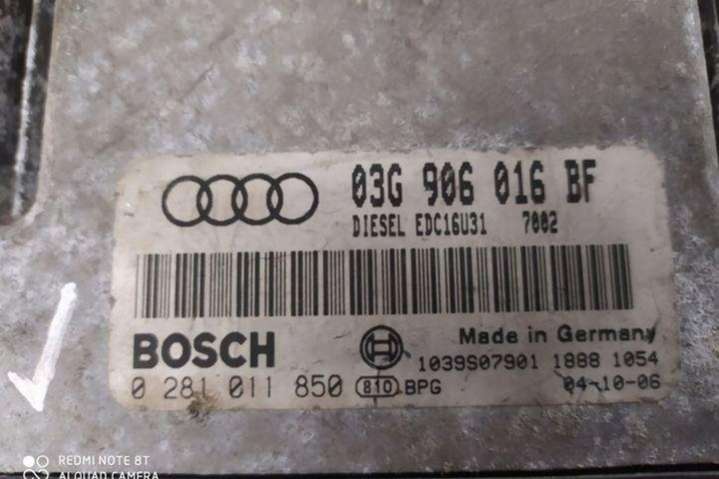 03G 906 016 BF
DIESEL EDC16U31 7002
BOSCH
Made in Germany
1039S07901 1888 1054
0 281 011 850 810 BPG
04-10-06
REDMI NOTE 8T
AI QUAD CAMERA